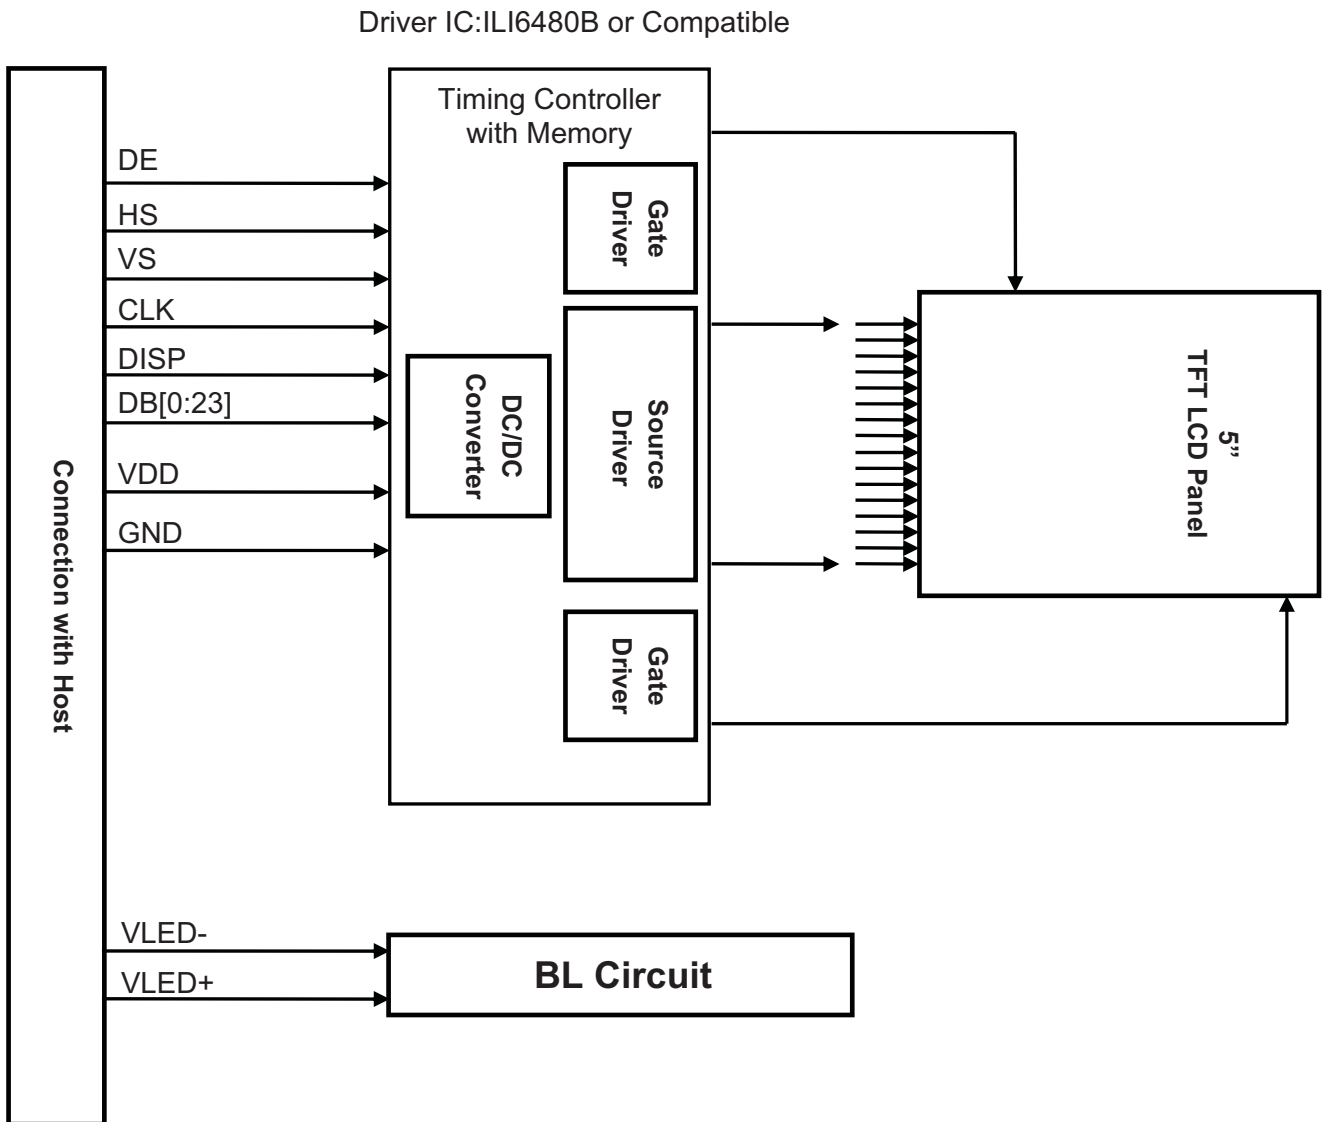 Driver IC:ILI6480B or Compatible
Timing Controller
with Memory
DE
HS
VS
CLK
DISP
DB[0:23]
VDD
GND
Connection with Host
Gate
Driver
DC/DC
Converter
Source
Driver
Gate
Driver
5”
TFT LCD Panel
VLED-
VLED+
BL Circuit